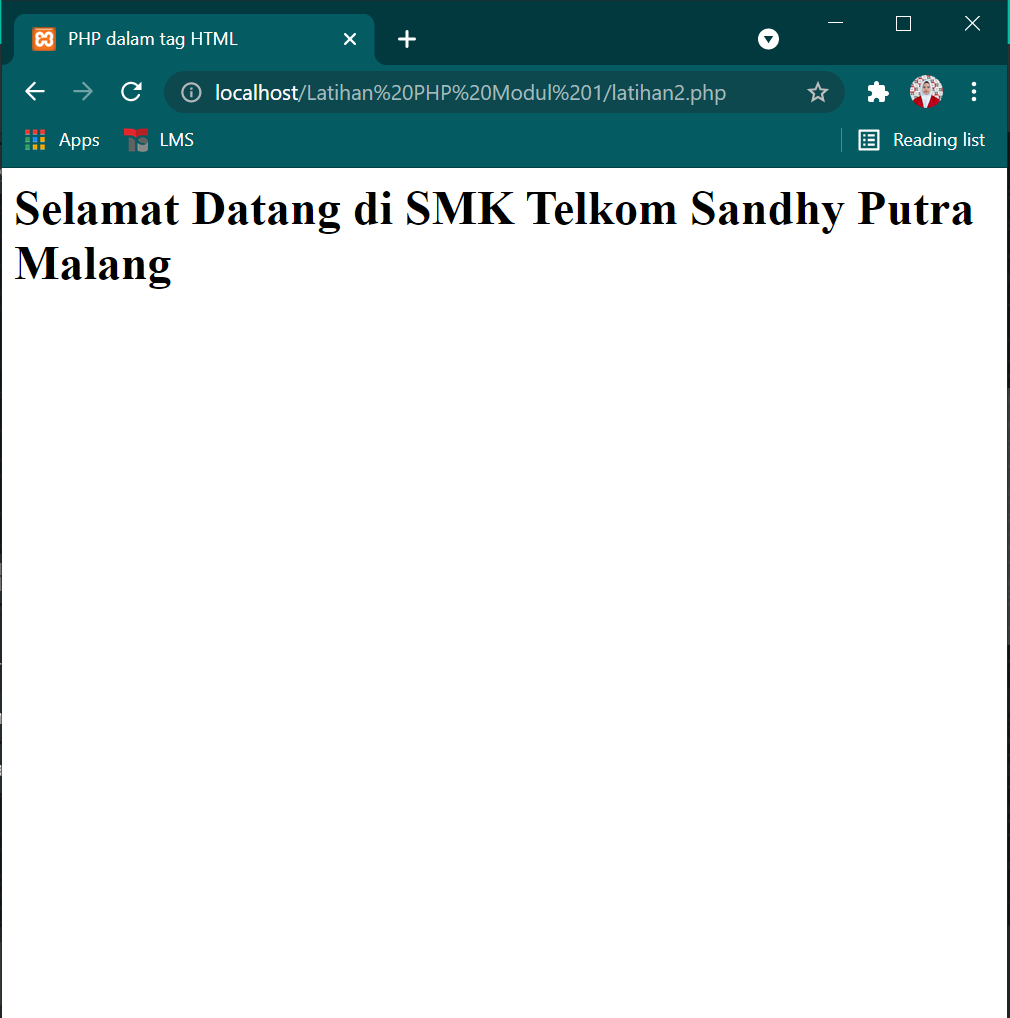 PHP dalam tag HTML
localhost/Latihan%20PHP%20Modul%201/latihan2.php
Apps LMS Reading list
Selamat Datang di SMK Telkom Sandhy Putra
Malang